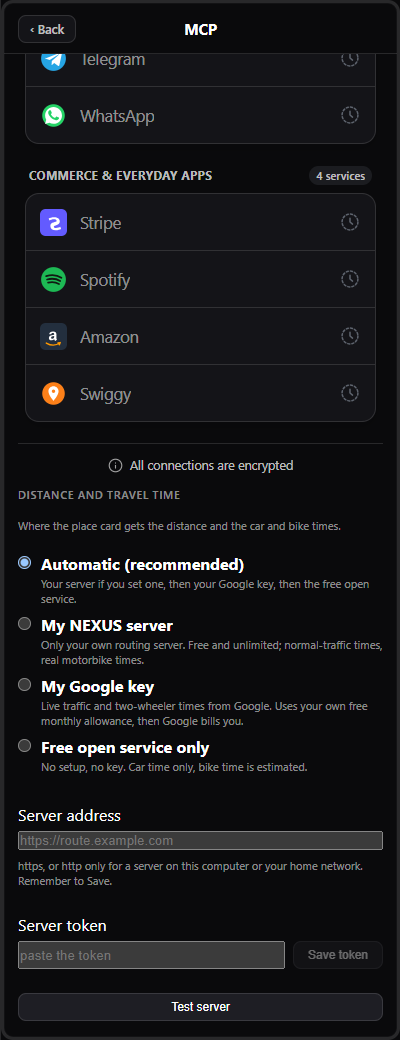 ‹ Back
MCP
Telegram
WhatsApp
COMMERCE & EVERYDAY APPS
4 services
Stripe
Spotify
Amazon
Swiggy
All connections are encrypted
DISTANCE AND TRAVEL TIME
Where the place card gets the distance and the car and bike times.
Automatic (recommended)
Your server if you set one, then your Google key, then the free open
service.
My NEXUS server
Only your own routing server. Free and unlimited; normal-traffic times,
real motorbike times.
My Google key
Live traffic and two-wheeler times from Google. Uses your own free
monthly allowance, then Google bills you.
Free open service only
No setup, no key. Car time only, bike time is estimated.
Server address
https://route.example.com
https, or http only for a server on this computer or your home network.
Remember to Save.
Server token
paste the token
Save token
Test server